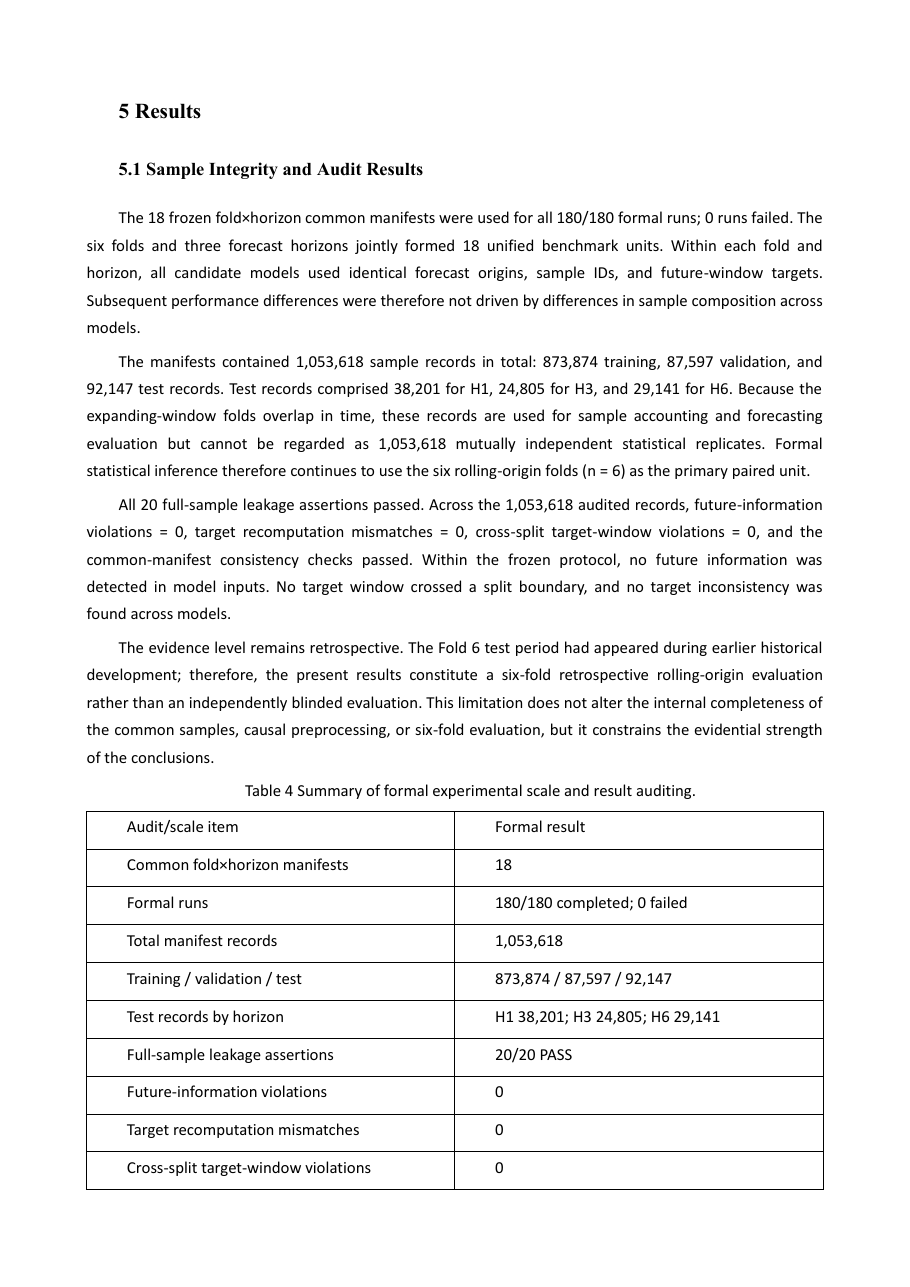 5 Results
5.1 Sample Integrity and Audit Results
The 18 frozen fold×horizon common manifests were used for all 180/180 formal runs; 0 runs failed. The
six folds and three forecast horizons jointly formed 18 unified benchmark units. Within each fold and
horizon, all candidate models used identical forecast origins, sample IDs, and future-window targets.
Subsequent performance differences were therefore not driven by differences in sample composition across
models.
The manifests contained 1,053,618 sample records in total: 873,874 training, 87,597 validation, and
92,147 test records. Test records comprised 38,201 for H1, 24,805 for H3, and 29,141 for H6. Because the
expanding-window folds overlap in time, these records are used for sample accounting and forecasting
evaluation but cannot be regarded as 1,053,618 mutually independent statistical replicates. Formal
statistical inference therefore continues to use the six rolling-origin folds (n = 6) as the primary paired unit.
All 20 full-sample leakage assertions passed. Across the 1,053,618 audited records, future-information
violations = 0, target recomputation mismatches = 0, cross-split target-window violations = 0, and the
common-manifest consistency checks passed. Within the frozen protocol, no future information was
detected in model inputs. No target window crossed a split boundary, and no target inconsistency was
found across models.
The evidence level remains retrospective. The Fold 6 test period had appeared during earlier historical
development; therefore, the present results constitute a six-fold retrospective rolling-origin evaluation
rather than an independently blinded evaluation. This limitation does not alter the internal completeness of
the common samples, causal preprocessing, or six-fold evaluation, but it constrains the evidential strength
of the conclusions.
Table 4 Summary of formal experimental scale and result auditing.
Audit/scale item Formal result
Common fold×horizon manifests 18
Formal runs 180/180 completed; 0 failed
Total manifest records 1,053,618
Training / validation / test 873,874 / 87,597 / 92,147
Test records by horizon H1 38,201; H3 24,805; H6 29,141
Full-sample leakage assertions 20/20 PASS
Future-information violations 0
Target recomputation mismatches 0
Cross-split target-window violations 0